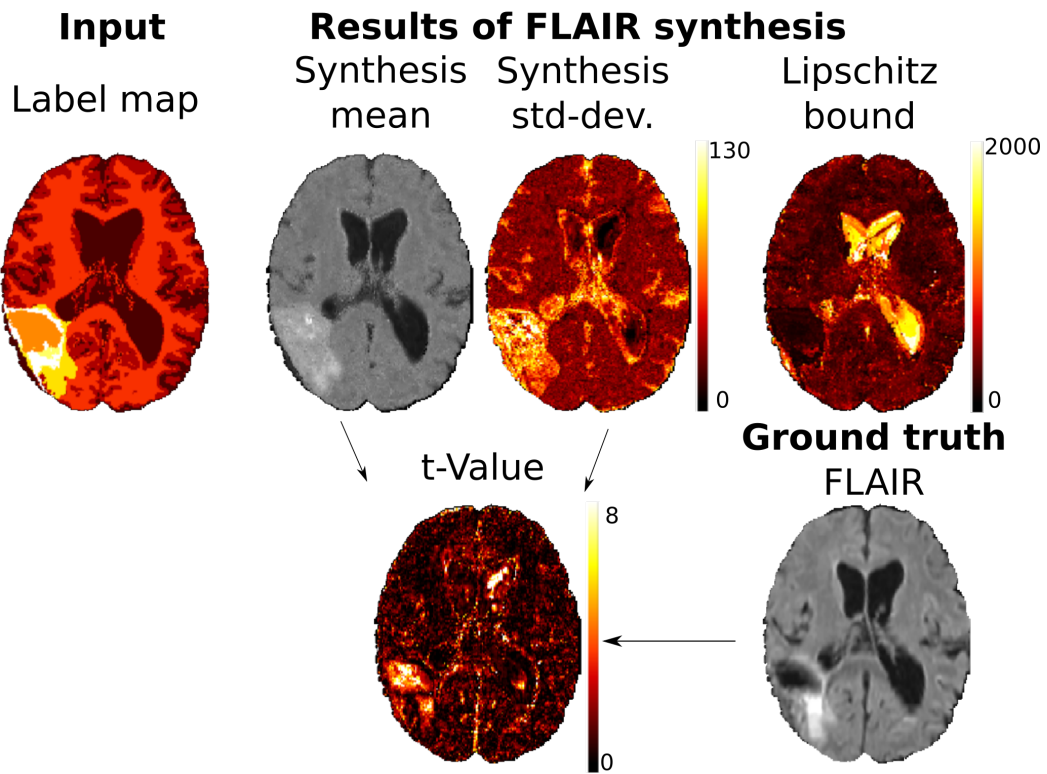 Input
Results of FLAIR synthesis
Label map
Synthesis
mean
Synthesis
std-dev.
Lipschitz
bound
130
0
2000
0
Ground truth
FLAIR
t-Value
8
0